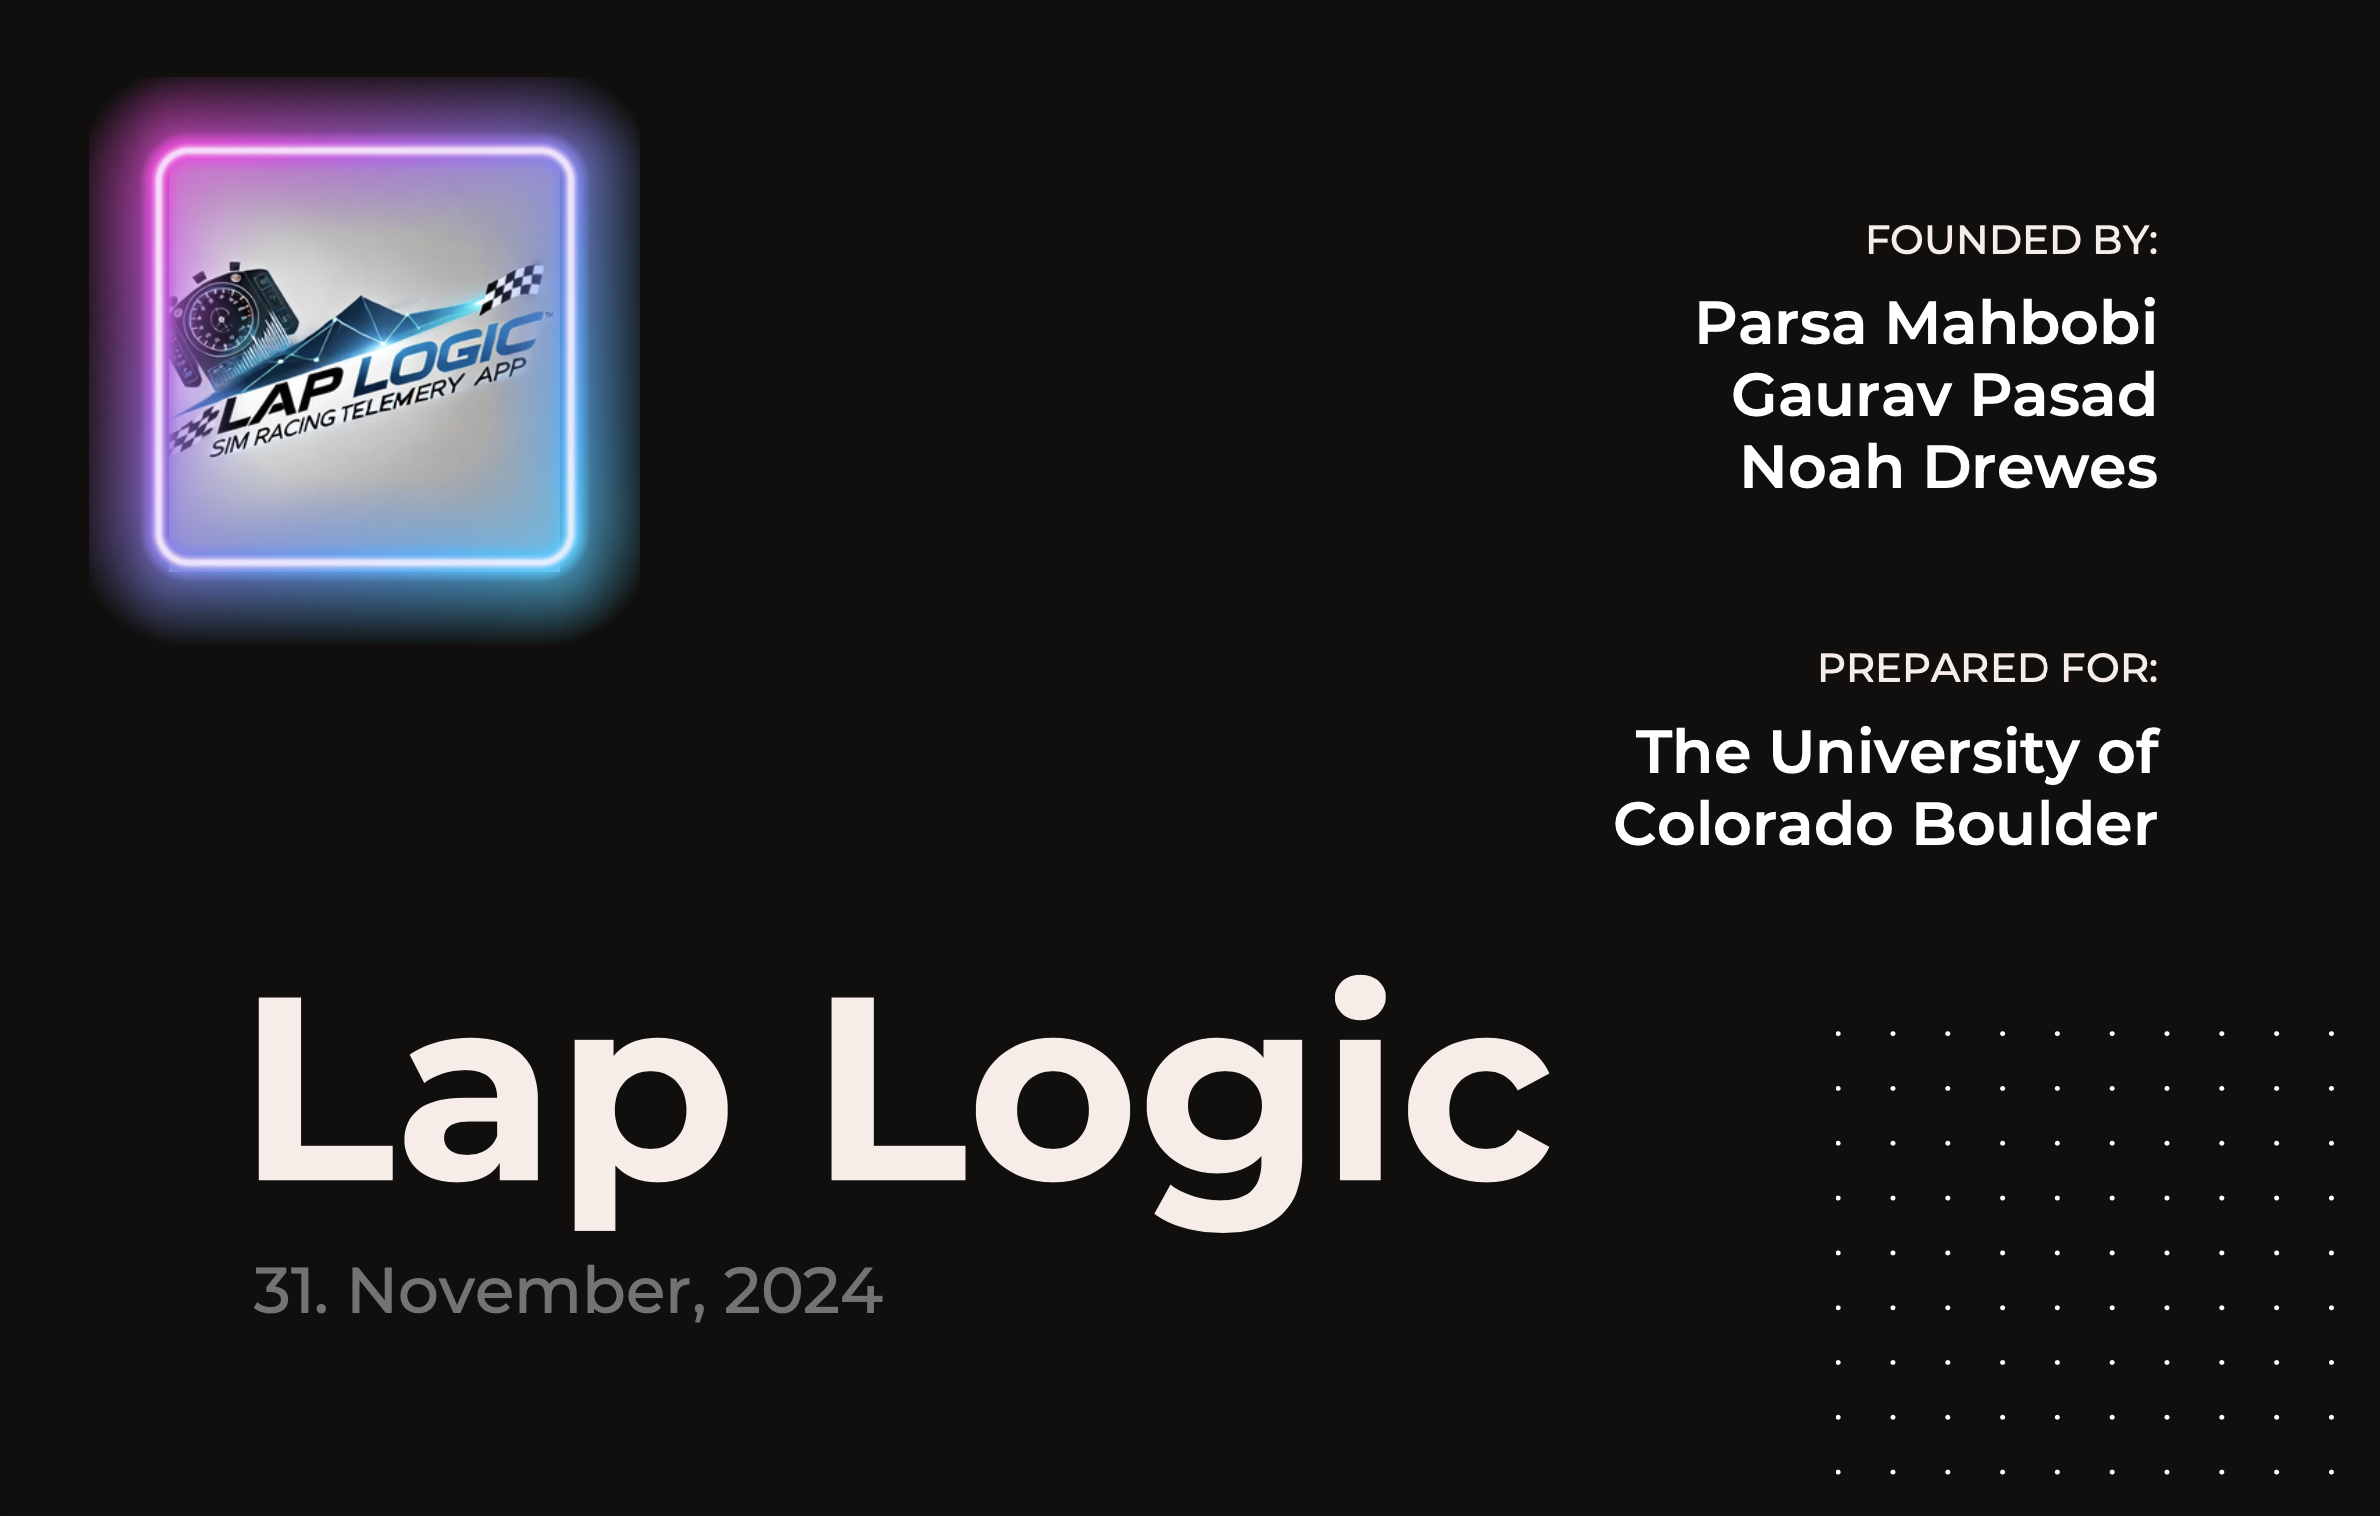 LAP LOGIC™
SIM RACING TELEMERY APP
FOUNDED BY:
Parsa Mahbobi
Gaurav Pasad
Noah Drewes
PREPARED FOR:
The University of
Colorado Boulder
Lap Logic
31. November, 2024